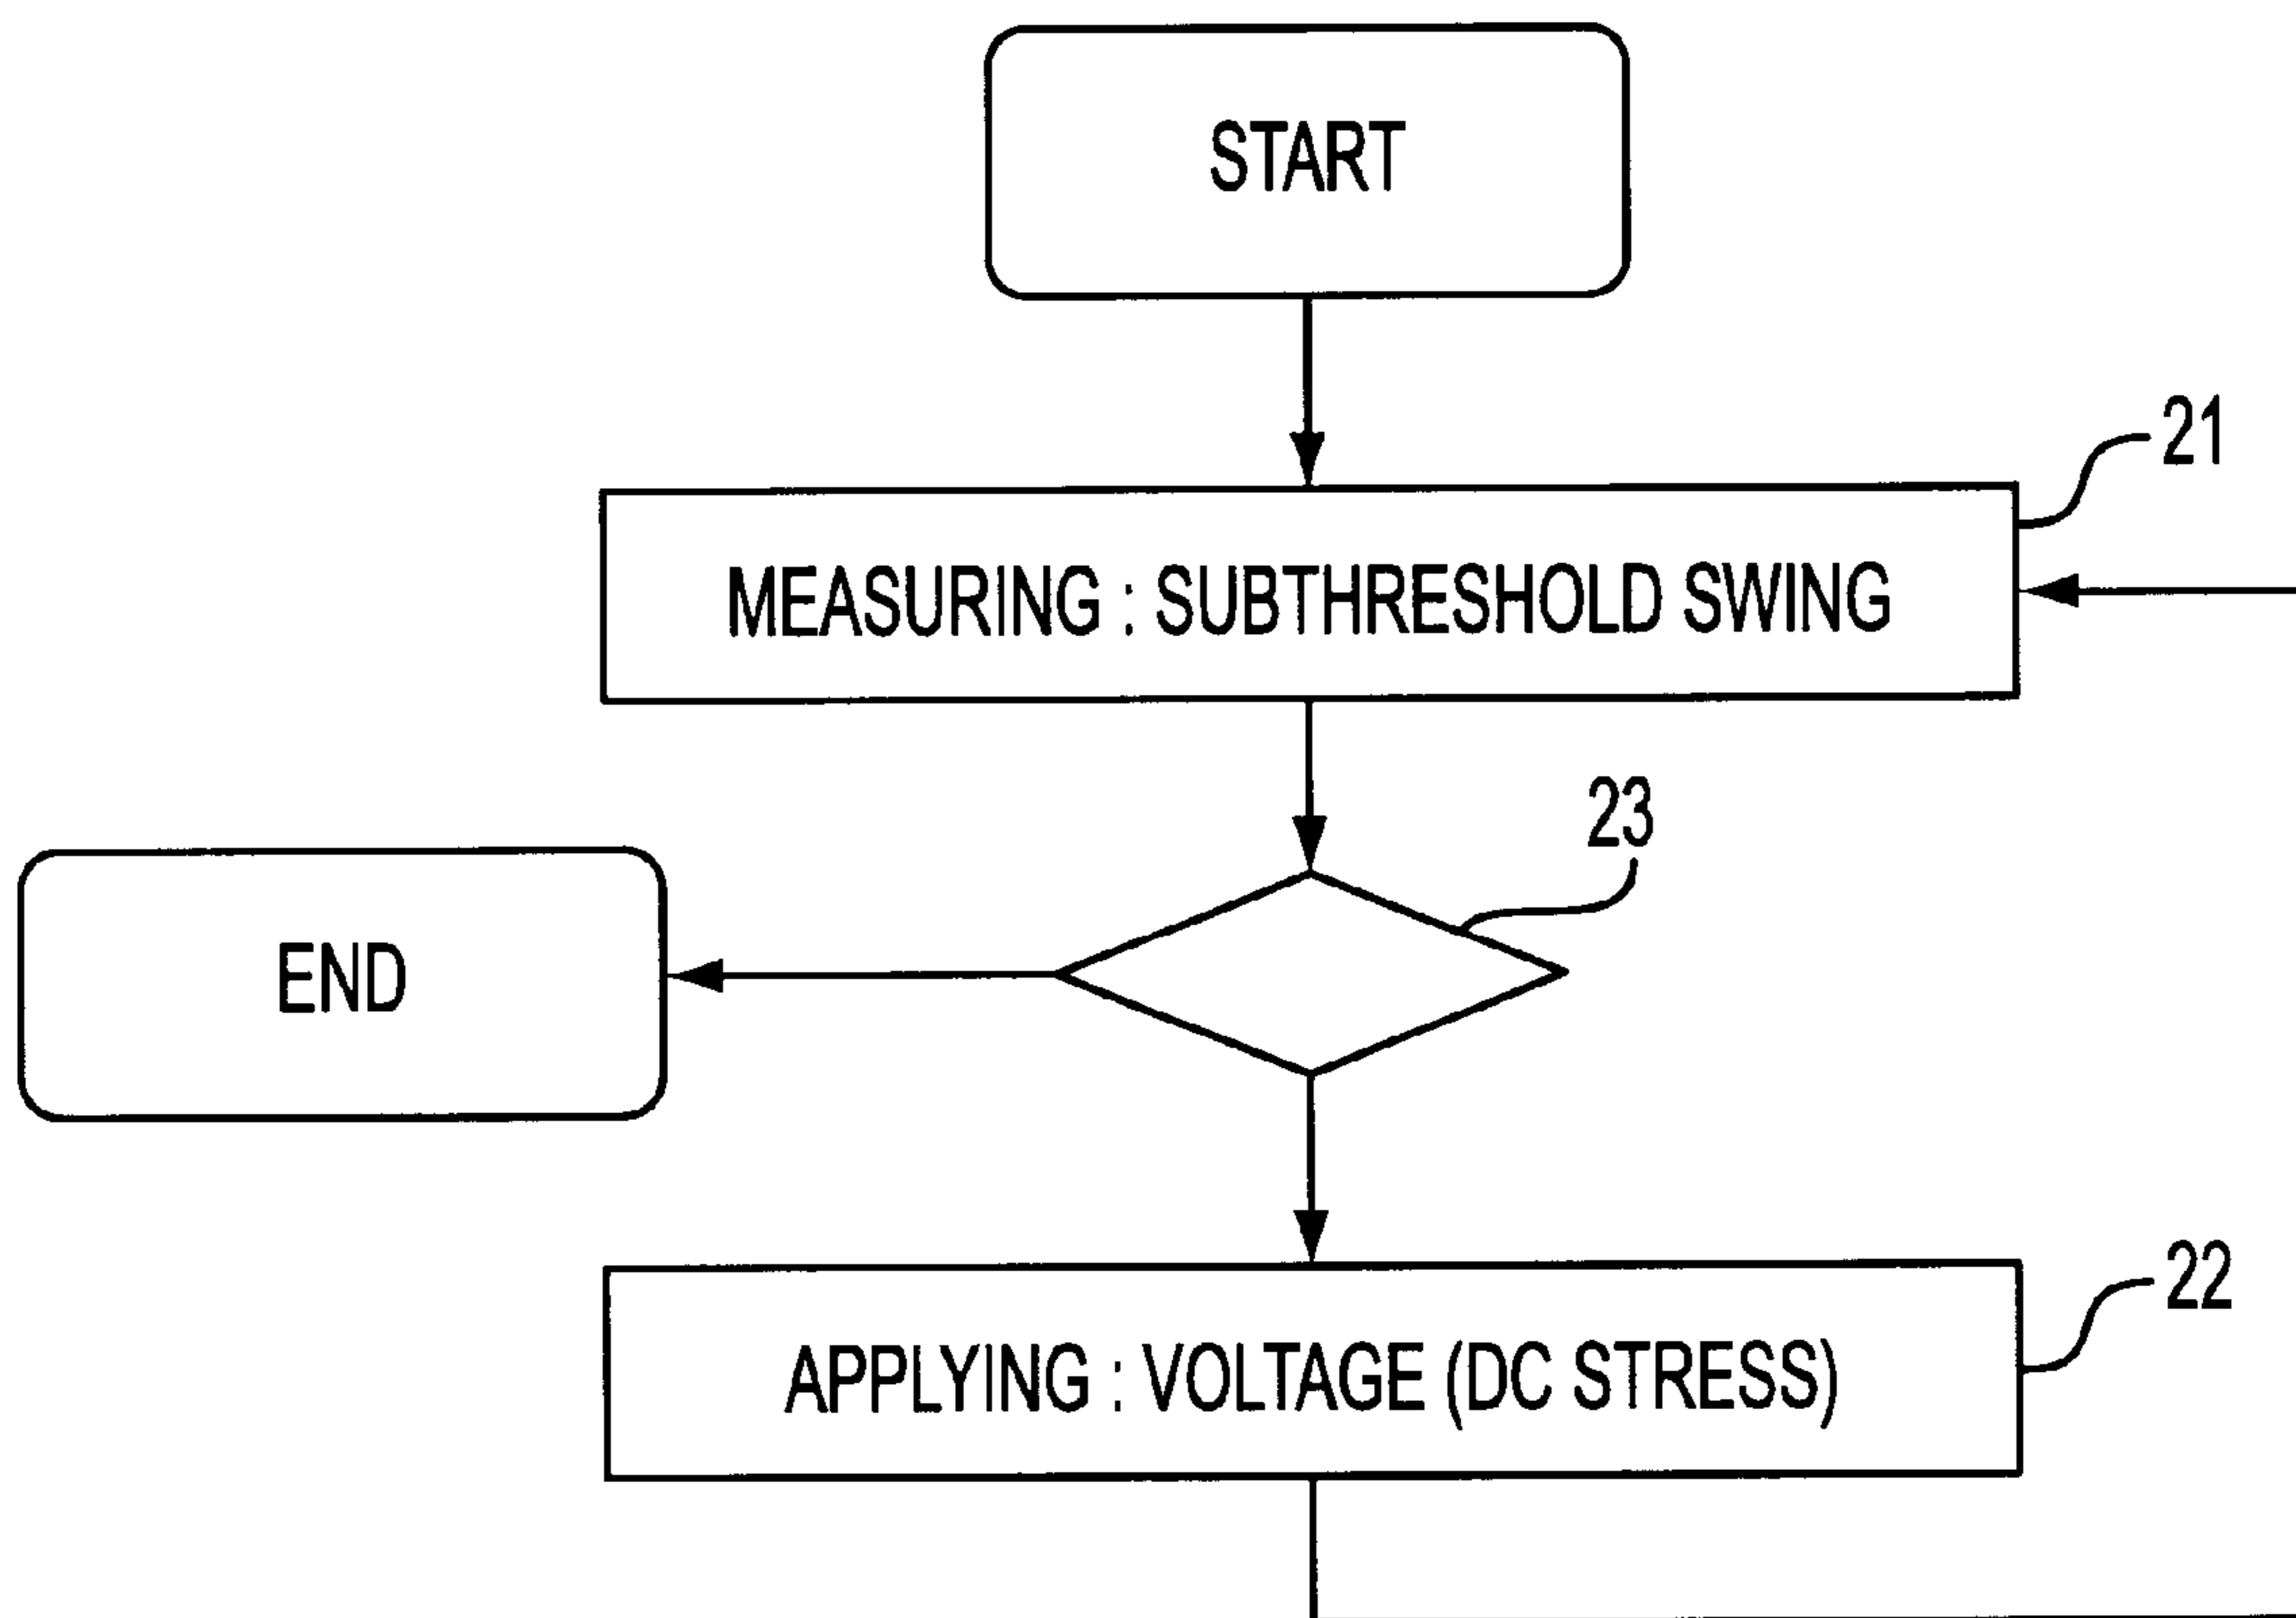 START
21
MEASURING : SUBTHRESHOLD SWING
23
END
22
APPLYING : VOLTAGE (DC STRESS)